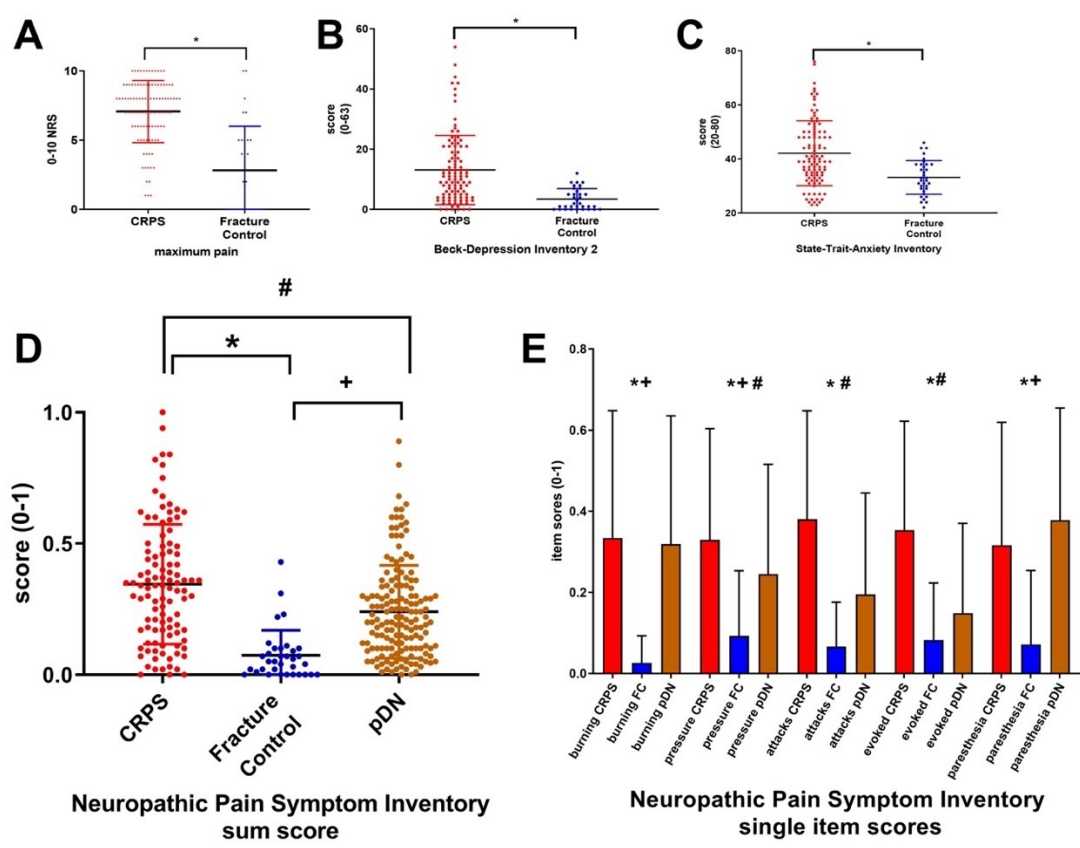 A
*
10
5
0
0-10 NRS
CRPS
Fracture
Control
maximum pain
B
*
60
40
20
0
score
(0-63)
CRPS
Fracture
Control
Beck-Depression Inventory 2
C
*
80
60
40
20
score
(20-80)
CRPS
Fracture
Control
State-Trait-Anxiety Inventory
D
#
*
+
1.0
0.5
0.0
score (0-1)
CRPS
Fracture
Control
pDN
Neuropathic Pain Symptom Inventory
sum score
E
0.8
0.6
0.4
0.2
0.0
item sores (0-1)
*+
*+ #
* #
*#
*+
burning CRPS
burning FC
burning pDN
pressure CRPS
pressure FC
pressure pDN
attacks CRPS
attacks FC
attacks pDN
evoked CRPS
evoked FC
evoked pDN
paresthesia CRPS
paresthesia FC
paresthesia pDN
Neuropathic Pain Symptom Inventory
single item scores